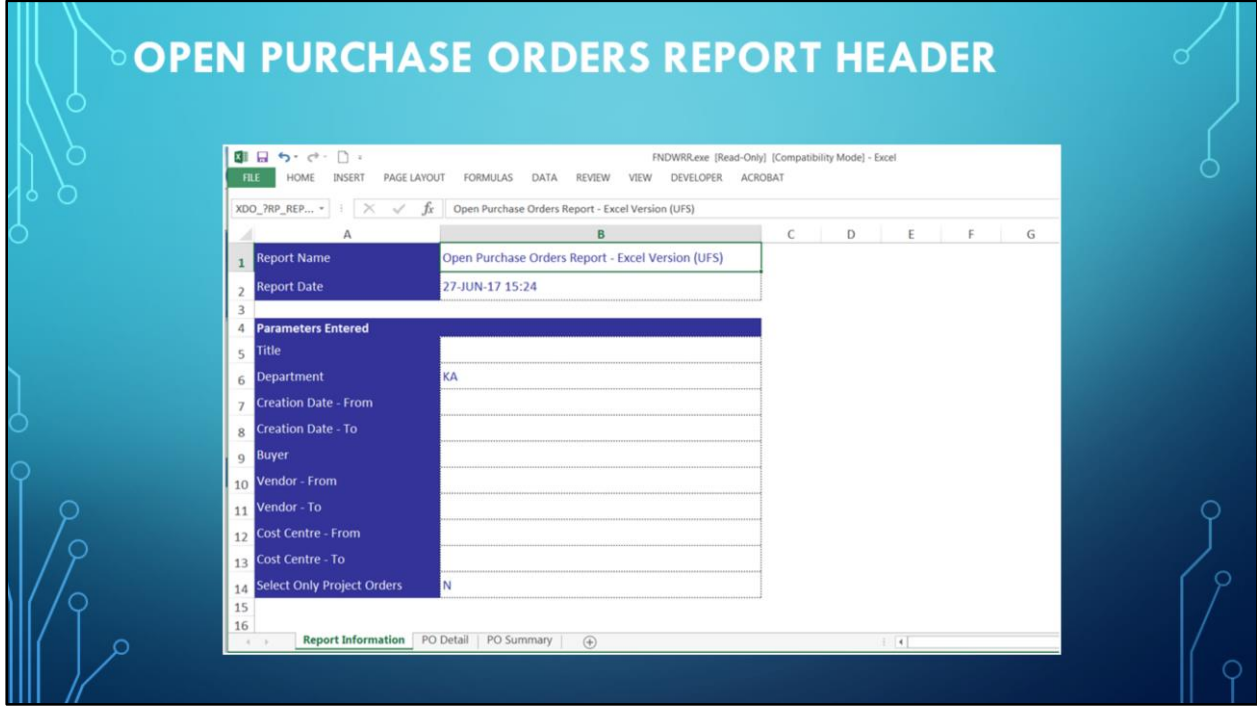 OPEN PURCHASE ORDERS REPORT HEADER
FNDWRR.exe [Read-Only] [Compatibility Mode] - Excel
FILE HOME INSERT PAGE LAYOUT FORMULAS DATA REVIEW VIEW DEVELOPER ACROBAT
XDO_?RP_REP... fx Open Purchase Orders Report - Excel Version (UFS)
A B C D E F G
1 Report Name Open Purchase Orders Report - Excel Version (UFS)
2 Report Date 27-JUN-17 15:24
3
4 Parameters Entered
5 Title
6 Department KA
7 Creation Date - From
8 Creation Date - To
9 Buyer
10 Vendor - From
11 Vendor - To
12 Cost Centre - From
13 Cost Centre - To
14 Select Only Project Orders N
15
16
Report Information PO Detail PO Summary